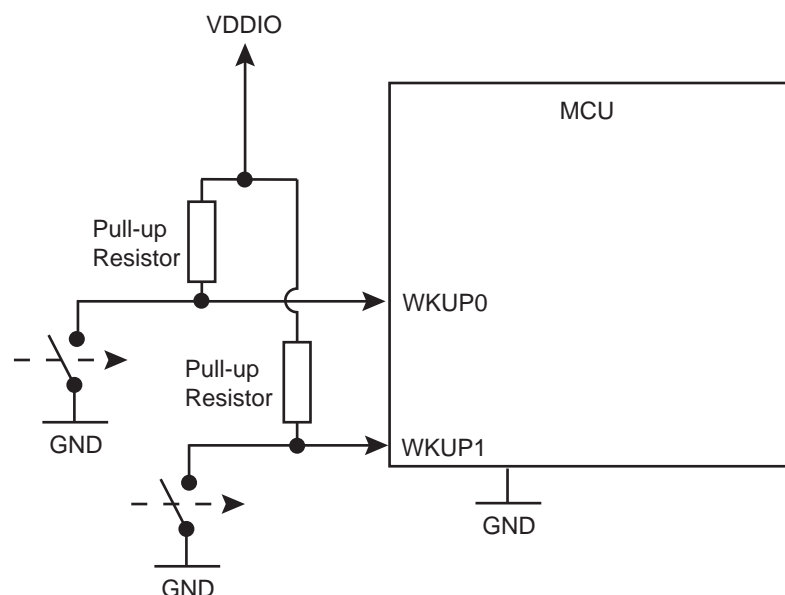 VDDIO
MCU
Pull-up
Resistor
WKUP0
Pull-up
Resistor
GND
WKUP1
GND
GND